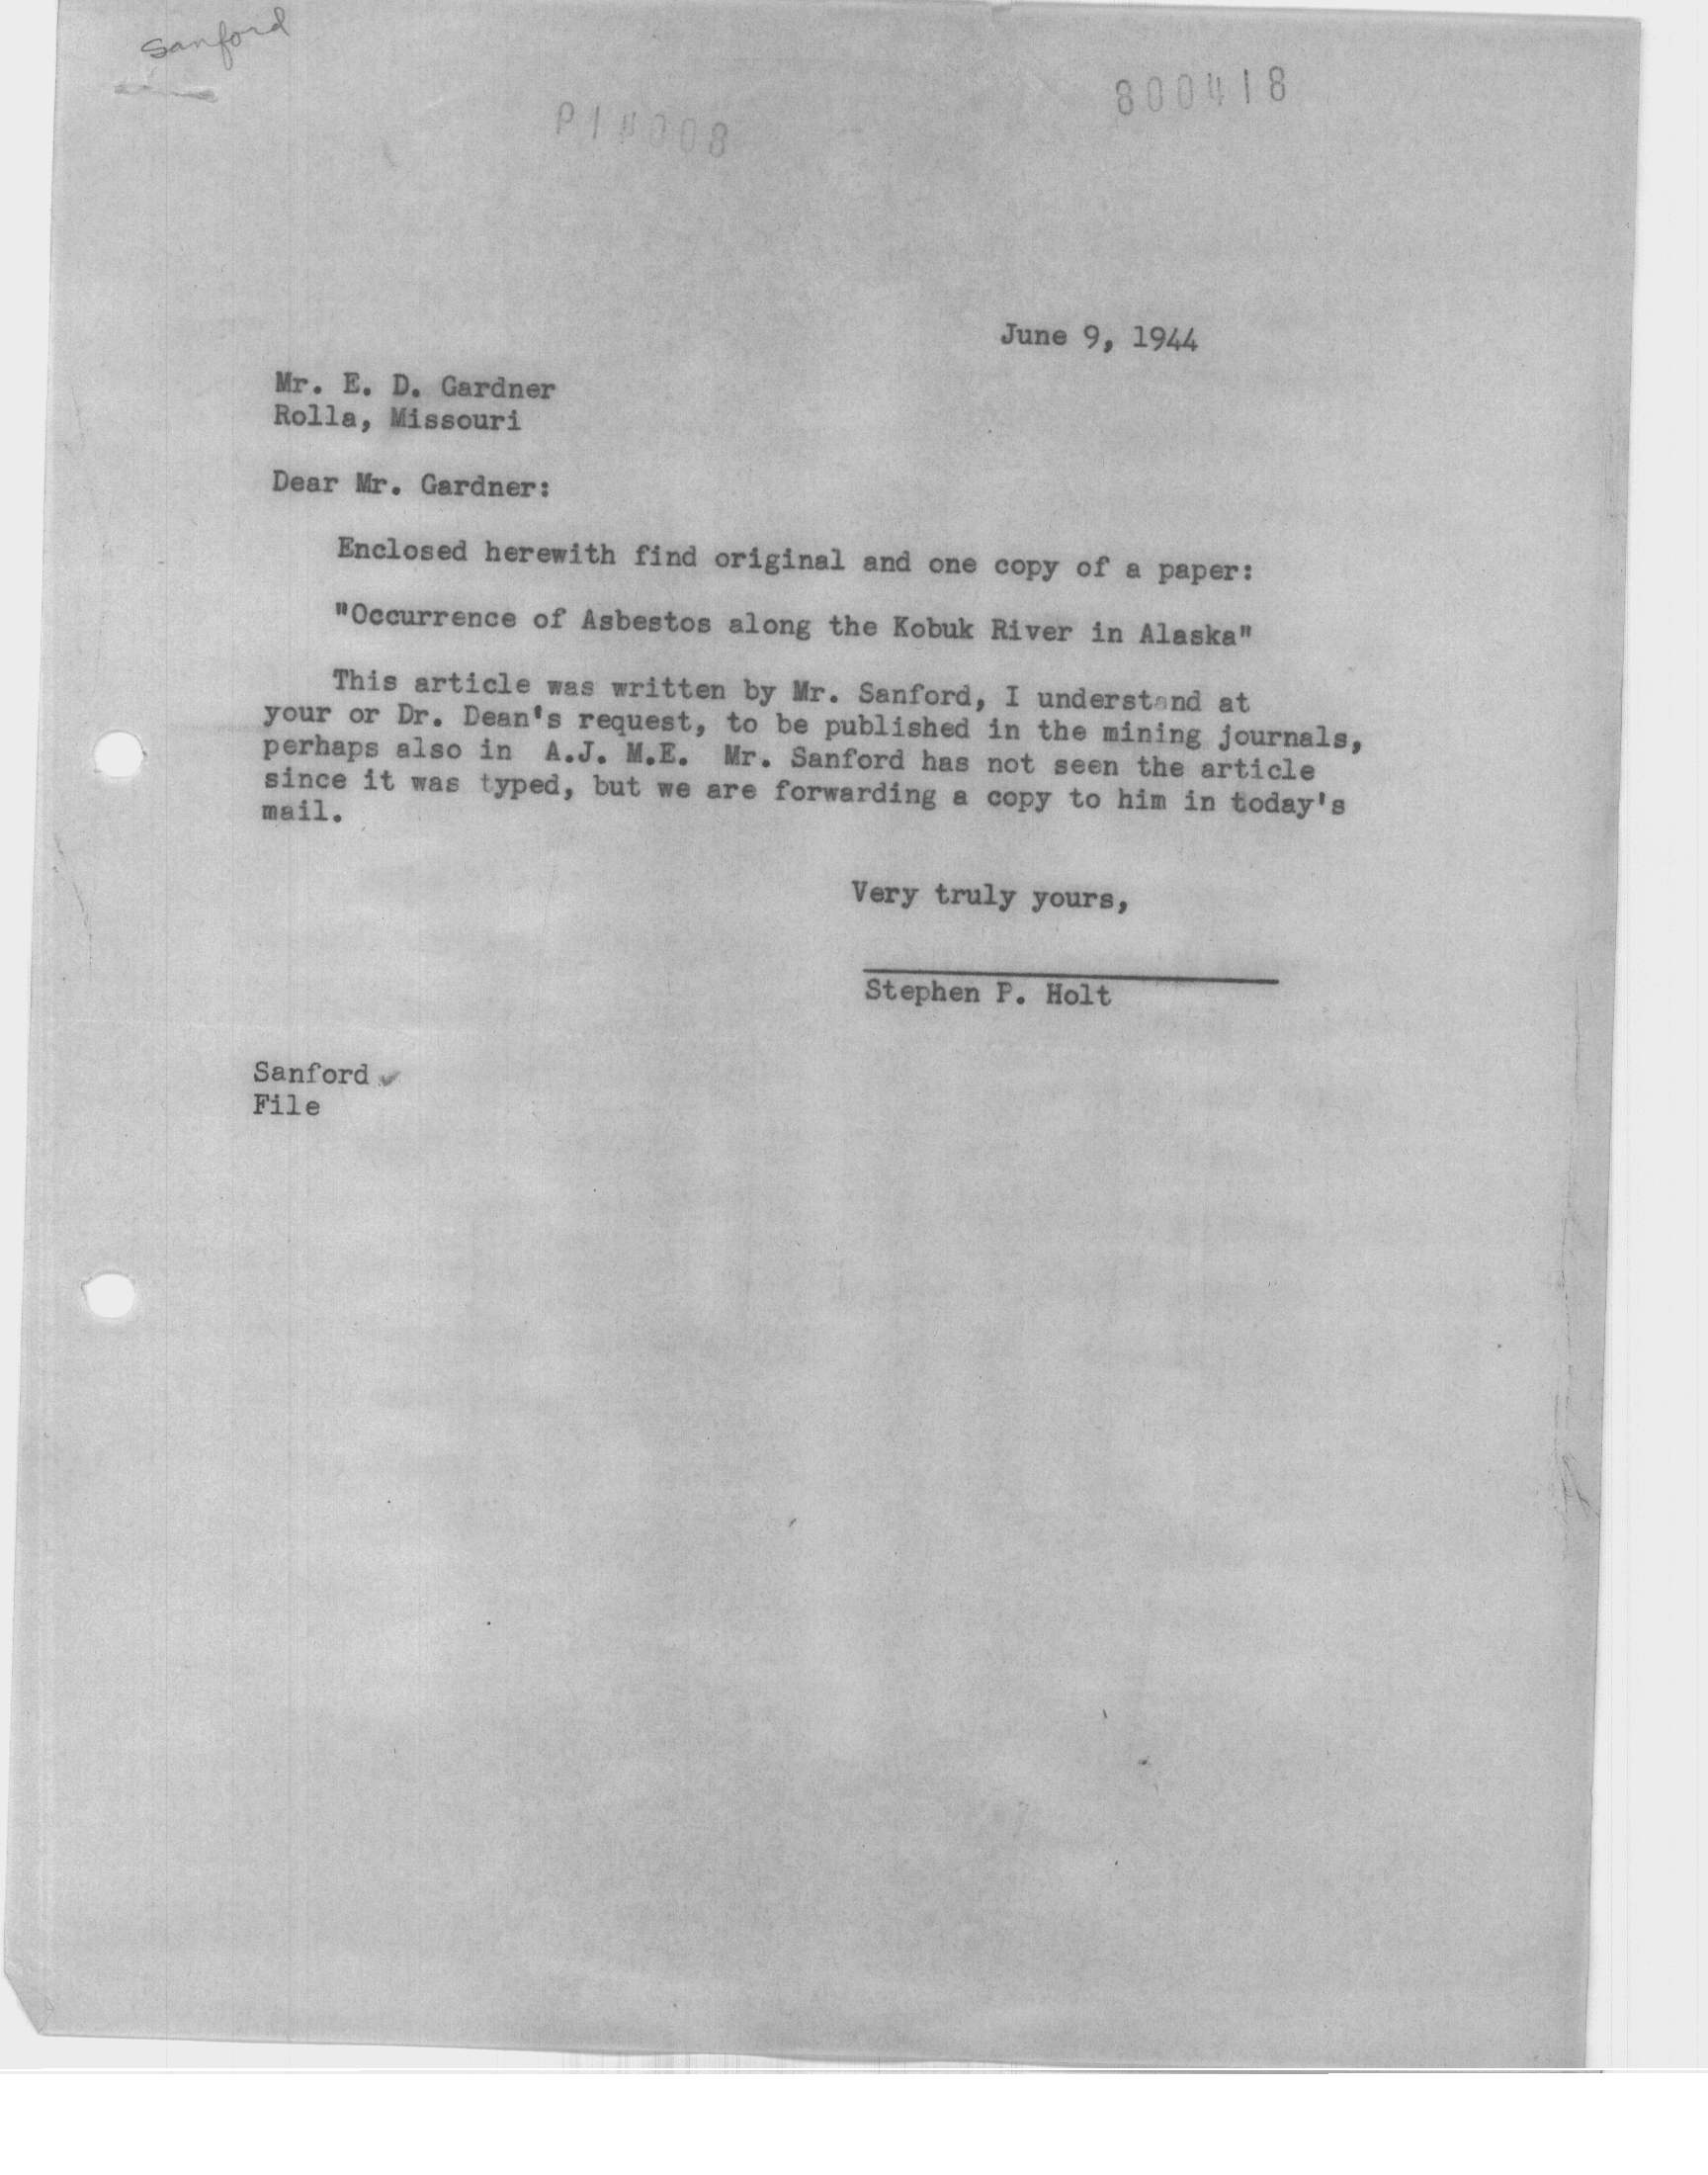 Sanford
800418
June 9, 1944
Mr. E. D. Gardner
Rolla, Missouri
Dear Mr. Gardner:
Enclosed herewith find original and one copy of a paper:
"Occurrence of Asbestos along the Kobuk River in Alaska"
This article was written by Mr. Sanford, I understand at
your or Dr. Dean's request, to be published in the mining journals,
perhaps also in A.J. M.E. Mr. Sanford has not seen the article
since it was typed, but we are forwarding a copy to him in today's
mail.
Very truly yours,
Stephen P. Holt
Sanford ✓
File